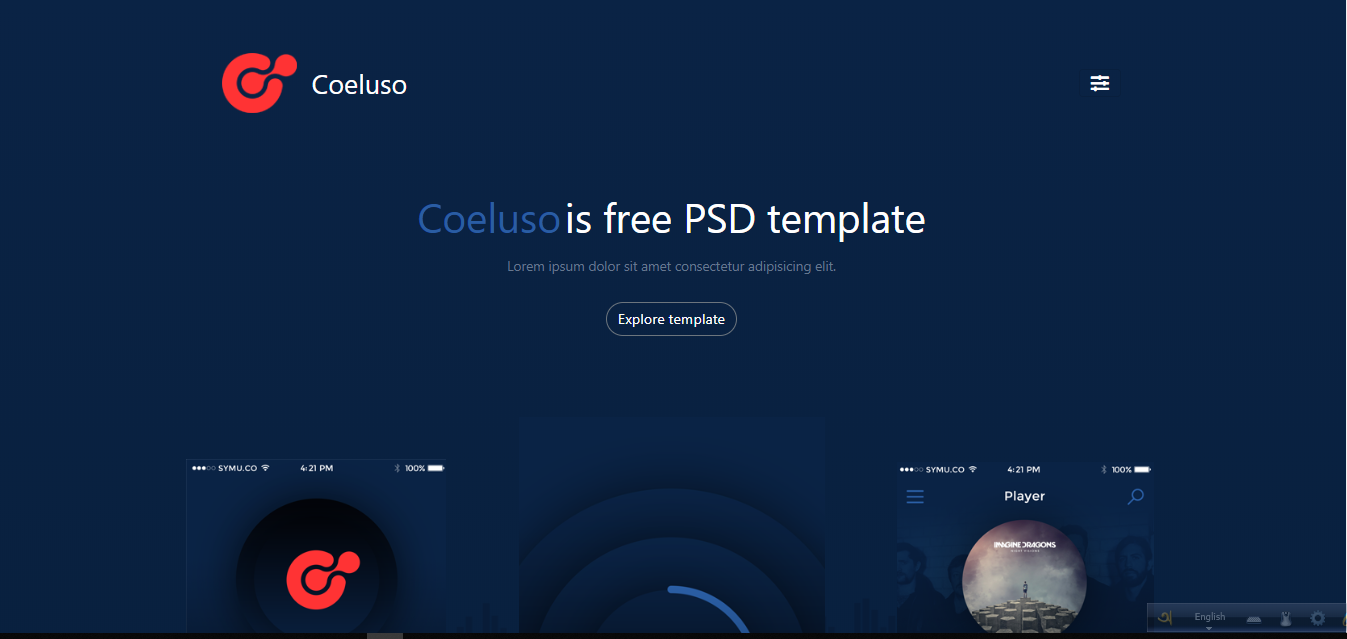 Coeluso
Coeluso is free PSD template
Lorem ipsum dolor sit amet consectetur adipisicing elit.
Explore template
SYMU.CO 4:21 PM 100%
SYMU.CO 4:21 PM 100%
Player
IMAGINE DRAGONS
English